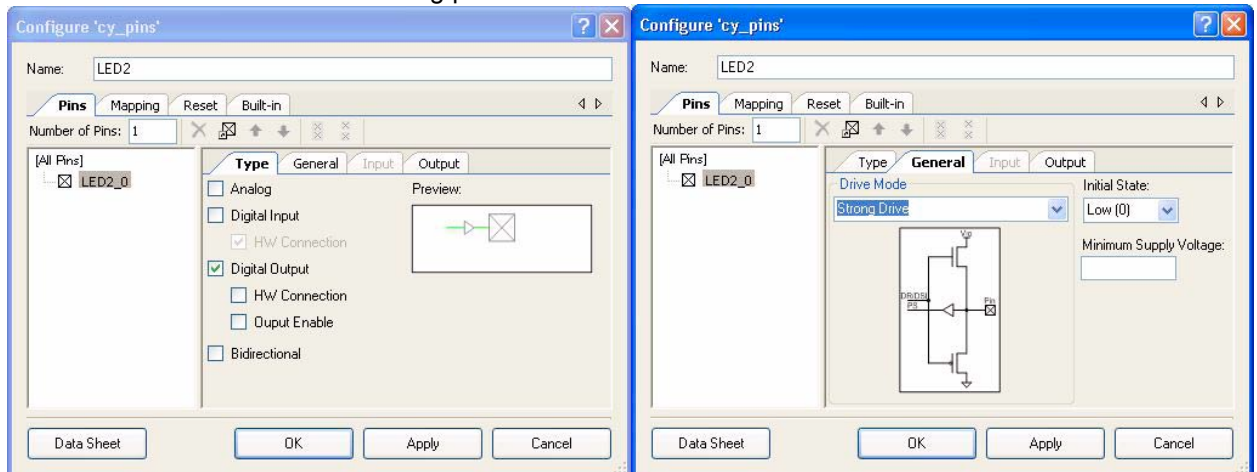 Configure 'cy_pins'
Name: LED2
Pins Mapping Reset Built-in
Number of Pins: 1
[All Pins]
LED2_0
Type General Input Output
Analog
Preview:
Digital Input
HW Connection
Digital Output
HW Connection
Ouput Enable
Bidirectional
Data Sheet OK Apply Cancel
Configure 'cy_pins'
Name: LED2
Pins Mapping Reset Built-in
Number of Pins: 1
[All Pins]
LED2_0
Type General Input Output
Drive Mode
Strong Drive
Initial State:
Low (0)
Minimum Supply Voltage:
Vio
PS
Pin
Data Sheet OK Apply Cancel